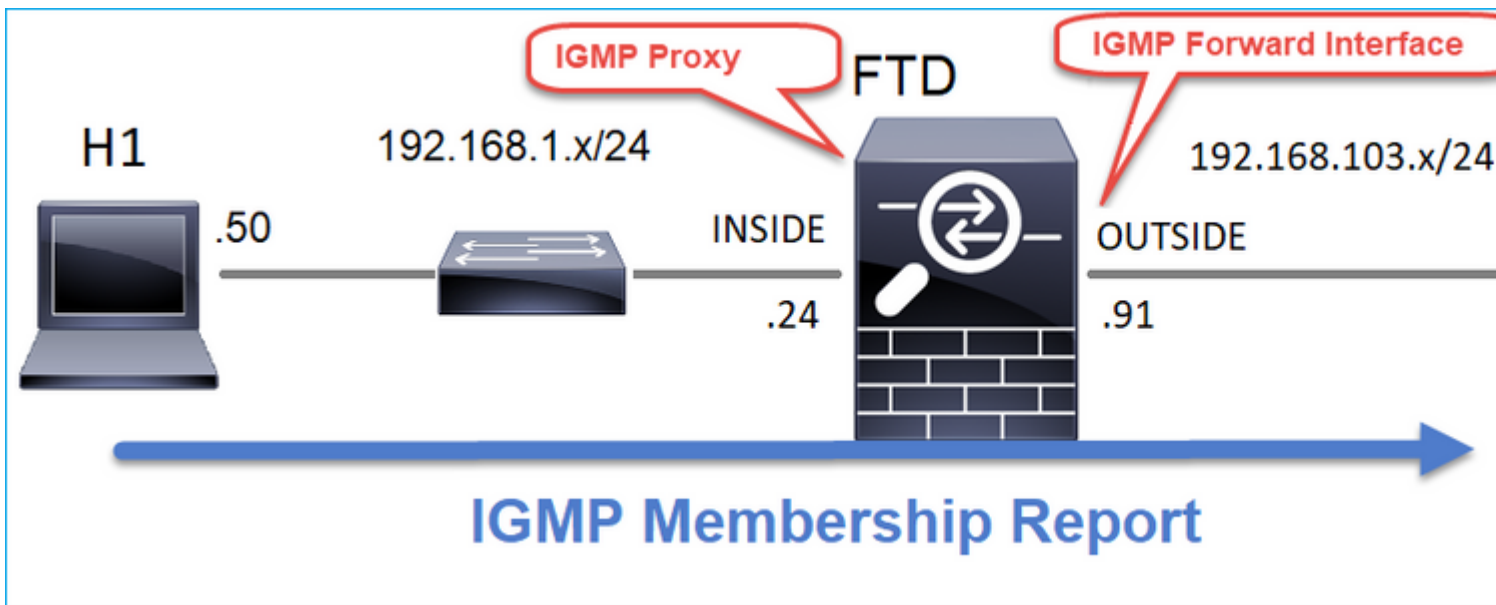 IGMP Proxy
IGMP Forward Interface
FTD
H1
192.168.1.x/24
192.168.103.x/24
.50
INSIDE
OUTSIDE
.24
.91
IGMP Membership Report